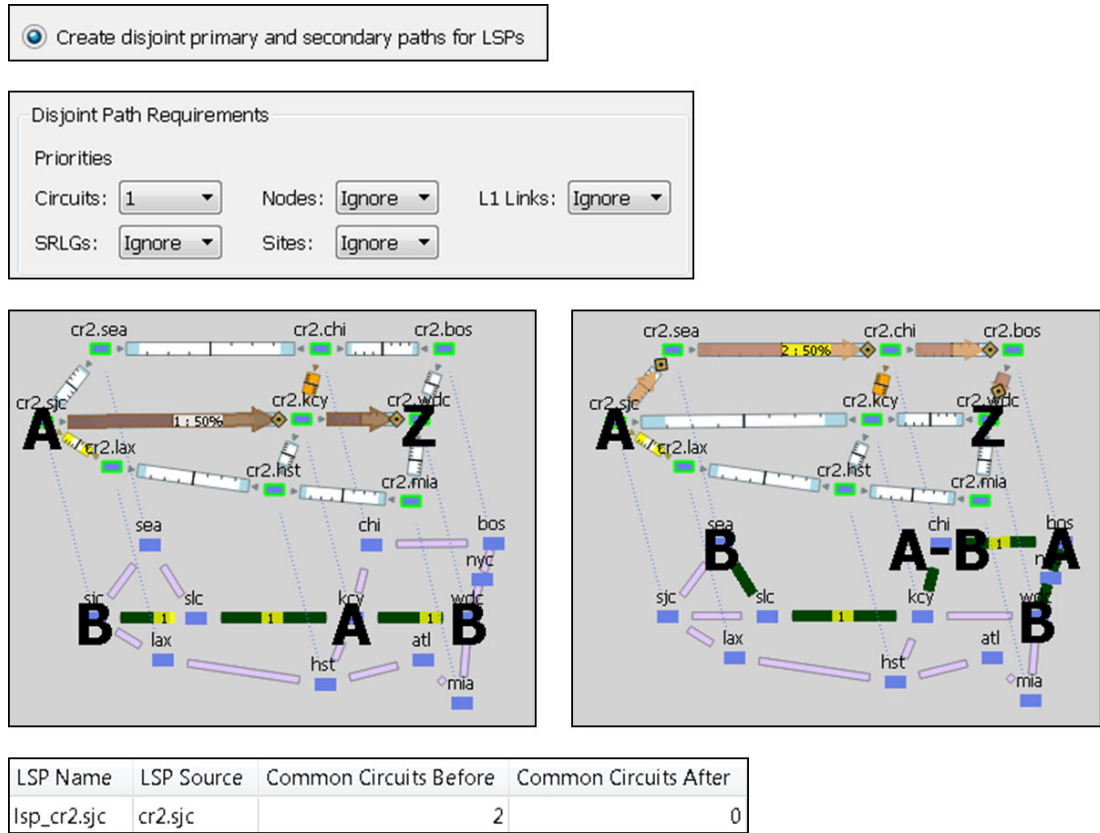 Create disjoint primary and secondary paths for LSPs
Disjoint Path Requirements
Priorities
Circuits: 1 Nodes: Ignore L1 Links: Ignore
SRLGs: Ignore Sites: Ignore
cr2.sea cr2.chi cr2.bos
cr2.sjc cr2.kcy cr2.wdc
A 1 : 50% Z
cr2.lax
cr2.hst
cr2.mia
sea chi bos
nyc
sjc slc kcy wdc
B 1 1 A 1 B
lax atl
hst
mia
cr2.sea cr2.chi cr2.bos
2 : 50%
cr2.sjc cr2.kcy cr2.wdc
A Z
cr2.lax
cr2.hst
cr2.mia
sea chi bos
B A-B 1 A
sjc slc kcy wdc
1 B
lax atl
hst
mia
LSP Name LSP Source Common Circuits Before Common Circuits After
lsp_cr2.sjc cr2.sjc 2 0